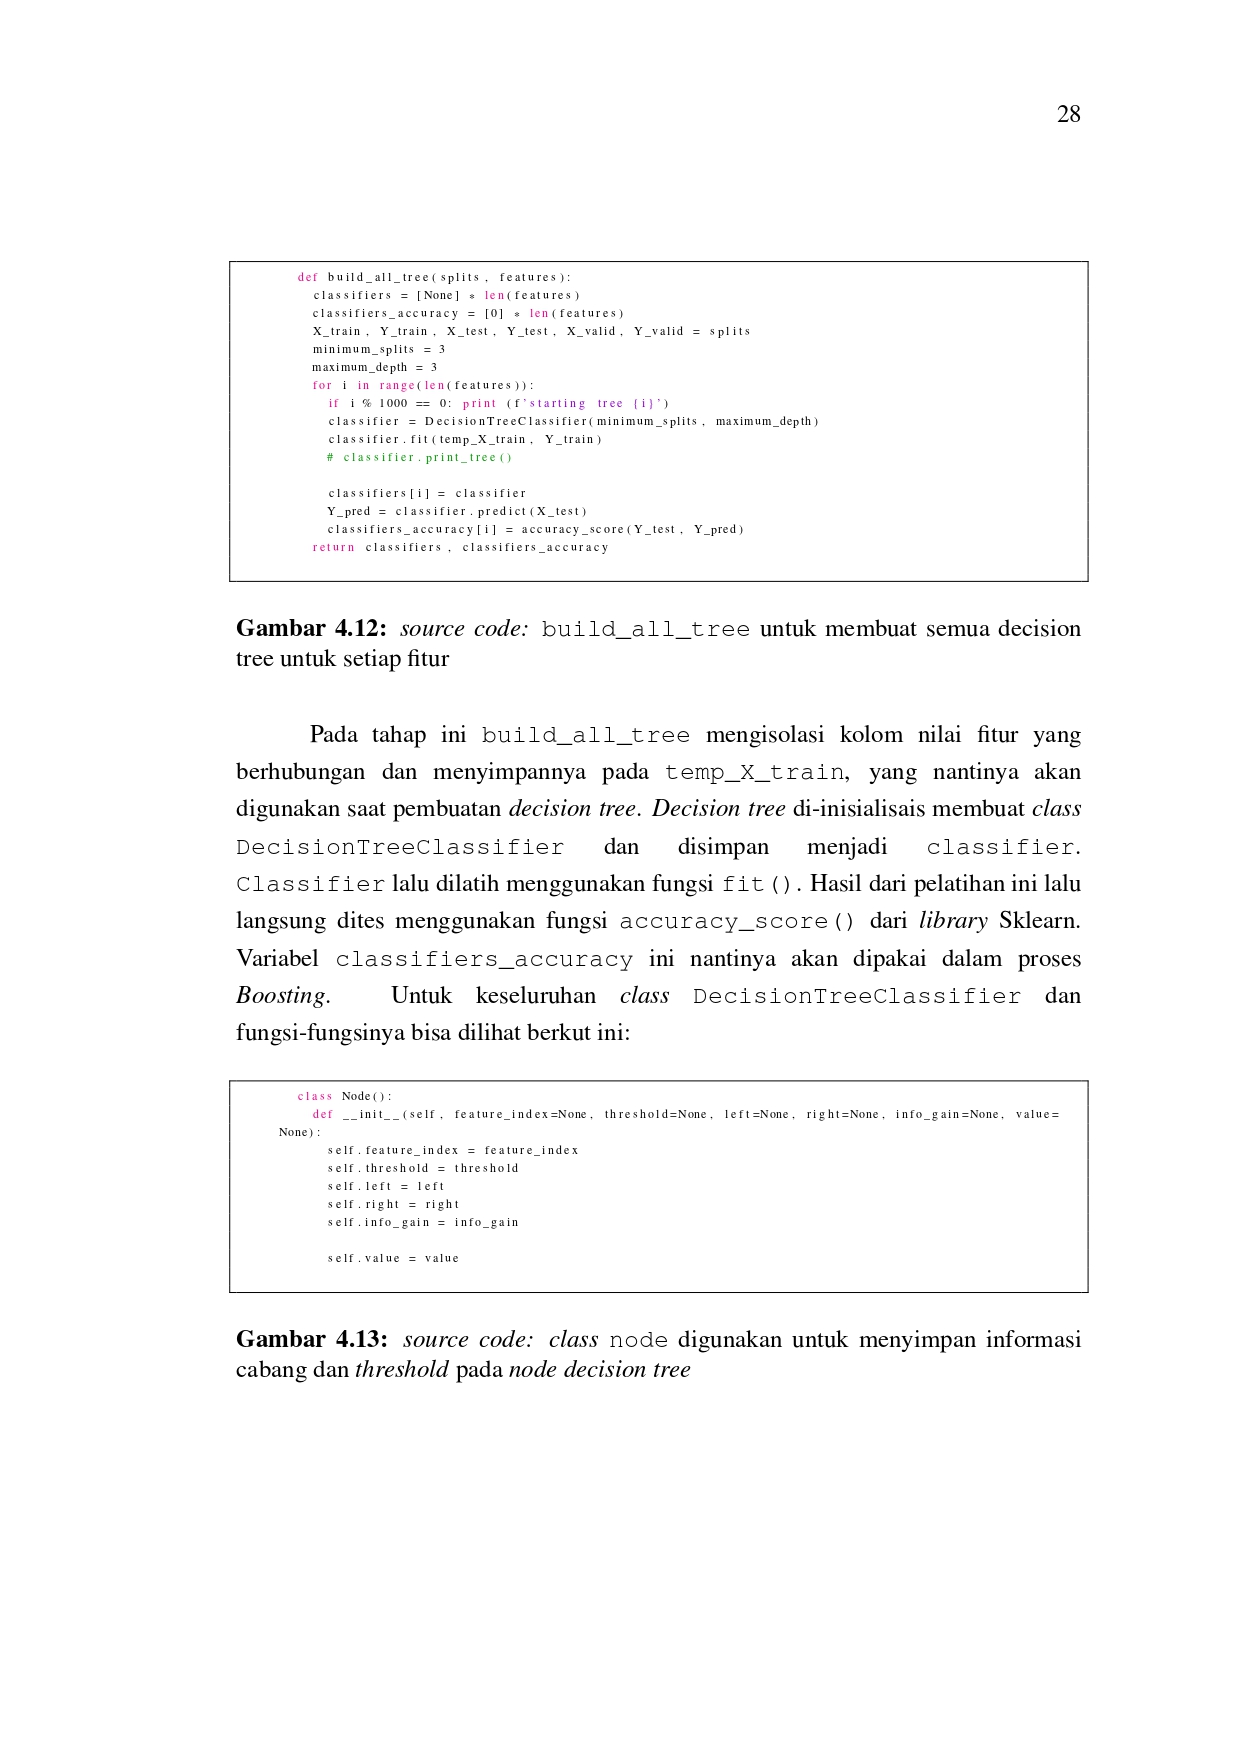 28
def build_all_tree(splits, features):
classifiers = [None] * len(features)
classifiers_accuracy = [0] * len(features)
X_train, Y_train, X_test, Y_test, X_valid, Y_valid = splits
minimum_splits = 3
maximum_depth = 3
for i in range(len(features)):
if i % 1000 == 0: print (f'starting tree {i}')
classifier = DecisionTreeClassifier(minimum_splits, maximum_depth)
classifier.fit(temp_X_train, Y_train)
# classifier.print_tree()
classifiers[i] = classifier
Y_pred = classifier.predict(X_test)
classifiers_accuracy[i] = accuracy_score(Y_test, Y_pred)
return classifiers, classifiers_accuracy
Gambar 4.12: source code: build_all_tree untuk membuat semua decision
tree untuk setiap fitur
Pada tahap ini build_all_tree mengisolasi kolom nilai fitur yang
berhubungan dan menyimpannya pada temp_X_train, yang nantinya akan
digunakan saat pembuatan decision tree. Decision tree di-inisialisais membuat class
DecisionTreeClassifier dan disimpan menjadi classifier.
Classifier lalu dilatih menggunakan fungsi fit(). Hasil dari pelatihan ini lalu
langsung dites menggunakan fungsi accuracy_score() dari library Sklearn.
Variabel classifiers_accuracy ini nantinya akan dipakai dalam proses
Boosting. Untuk keseluruhan class DecisionTreeClassifier dan
fungsi-fungsinya bisa dilihat berkut ini:
class Node():
def __init__(self, feature_index=None, threshold=None, left=None, right=None, info_gain=None, value=
None):
self.feature_index = feature_index
self.threshold = threshold
self.left = left
self.right = right
self.info_gain = info_gain
self.value = value
Gambar 4.13: source code: class node digunakan untuk menyimpan informasi
cabang dan threshold pada node decision tree